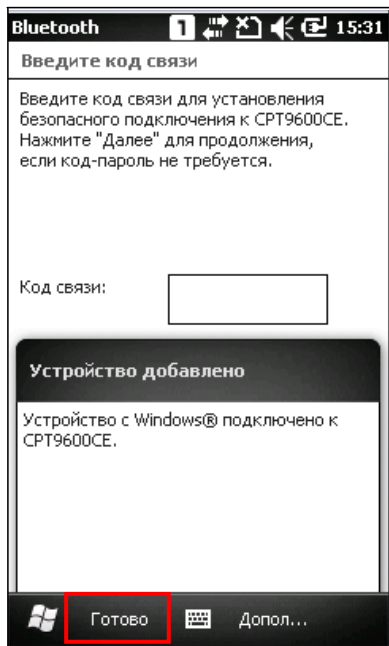 Bluetooth 1 15:31
Введите код связи
Введите код связи для установления
безопасного подключения к CPT9600CE.
Нажмите "Далее" для продолжения,
если код-пароль не требуется.
Код связи:
Устройство добавлено
Устройство с Windows® подключено к
CPT9600CE.
Готово Допол...